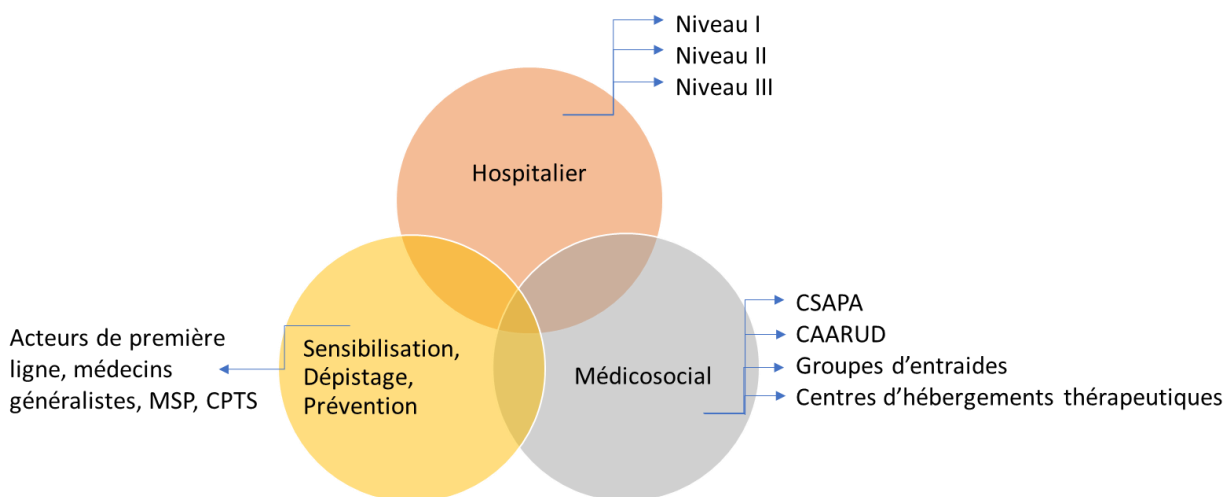 Niveau I
Niveau II
Niveau III
Hospitalier
CSAPA
CAARUD
Groupes d'entraides
Centres d'hébergements thérapeutiques
Médicosocial
Sensibilisation,
Dépistage,
Prévention
Acteurs de première
ligne, médecins
généralistes, MSP, CPTS